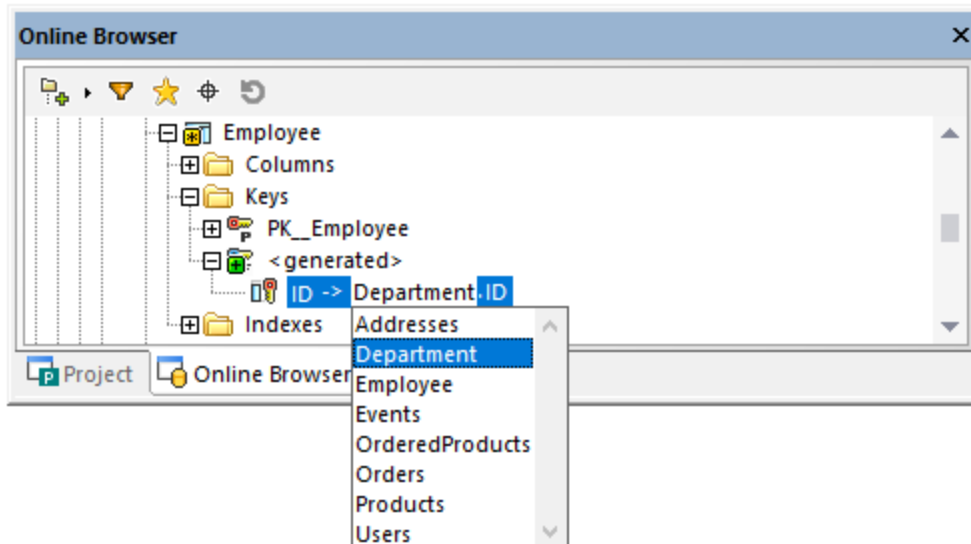 Online Browser
Employee
Columns
Keys
P PK__Employee
<generated>
ID -> Department.ID
Indexes
Addresses
Department
Project
Online Browser
Employee
Events
OrderedProducts
Orders
Products
Users